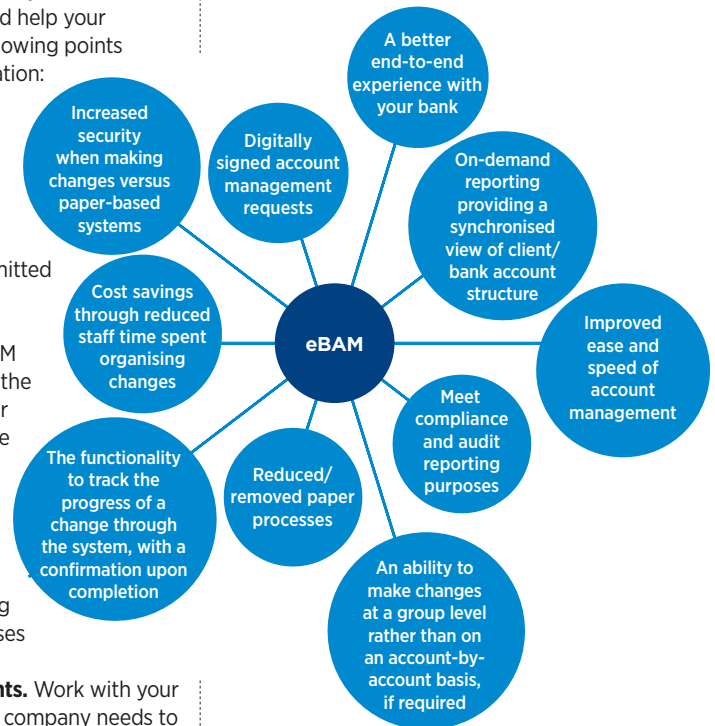 d help your
owing points
ation:
mitted
M
the
r
e
g
ses
nts. Work with your
company needs to
A better
end-to-end
experience with
your bank
Increased
security
when making
changes versus
paper-based
systems
Digitally
signed account
management
requests
On-demand
reporting
providing a
synchronised
view of client/
bank account
structure
Cost savings
through reduced
staff time spent
organising
changes
eBAM
Improved
ease and
speed of
account
management
Meet
compliance
and audit
reporting
purposes
The functionality
to track the
progress of a
change through
the system, with a
confirmation upon
completion
Reduced/
removed paper
processes
An ability to
make changes
at a group level
rather than on
an account-by-
account basis,
if required